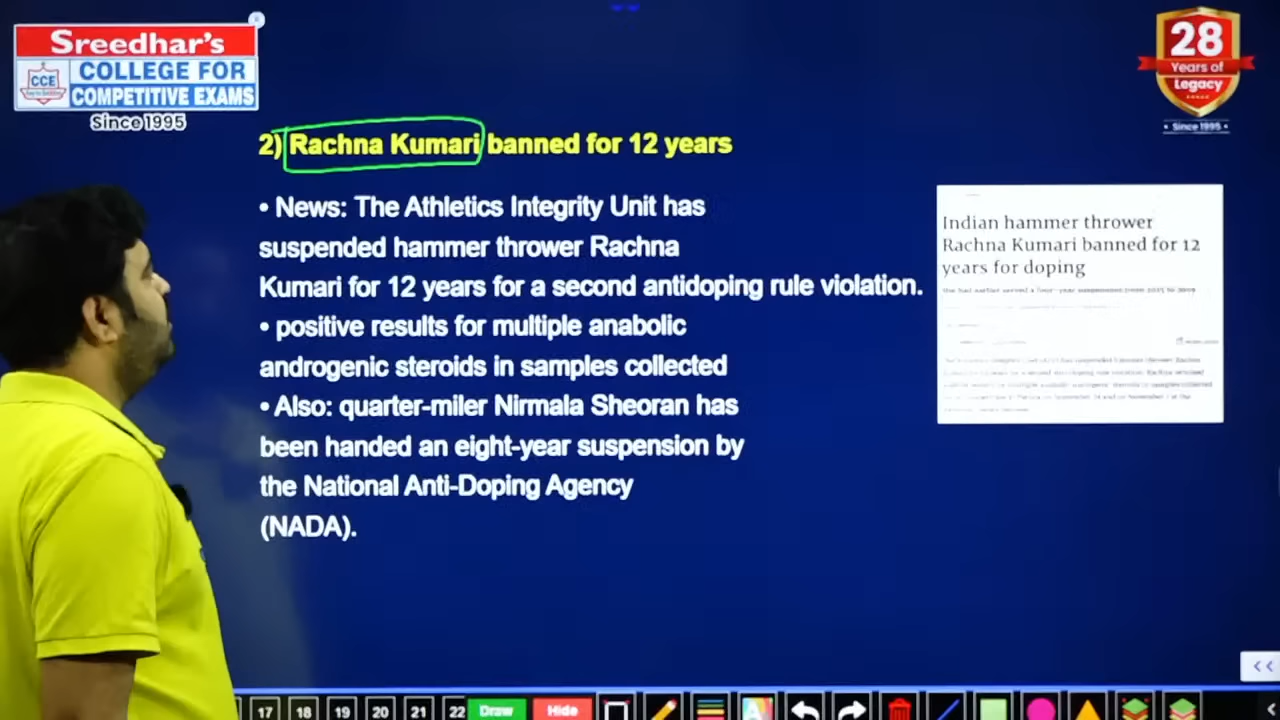 Sreedhar's
CCE
COLLEGE FOR
COMPETITIVE EXAMS
Since 1995
28
Years of
Legacy
• Since 1995 •
2) Rachna Kumari banned for 12 years
• News: The Athletics Integrity Unit has
suspended hammer thrower Rachna
Kumari for 12 years for a second antidoping rule violation.
• positive results for multiple anabolic
androgenic steroids in samples collected
• Also: quarter-miler Nirmala Sheoran has
been handed an eight-year suspension by
the National Anti-Doping Agency
(NADA).
Indian hammer thrower
Rachna Kumari banned for 12
years for doping
17 18 19 20 21 22 Draw Hide